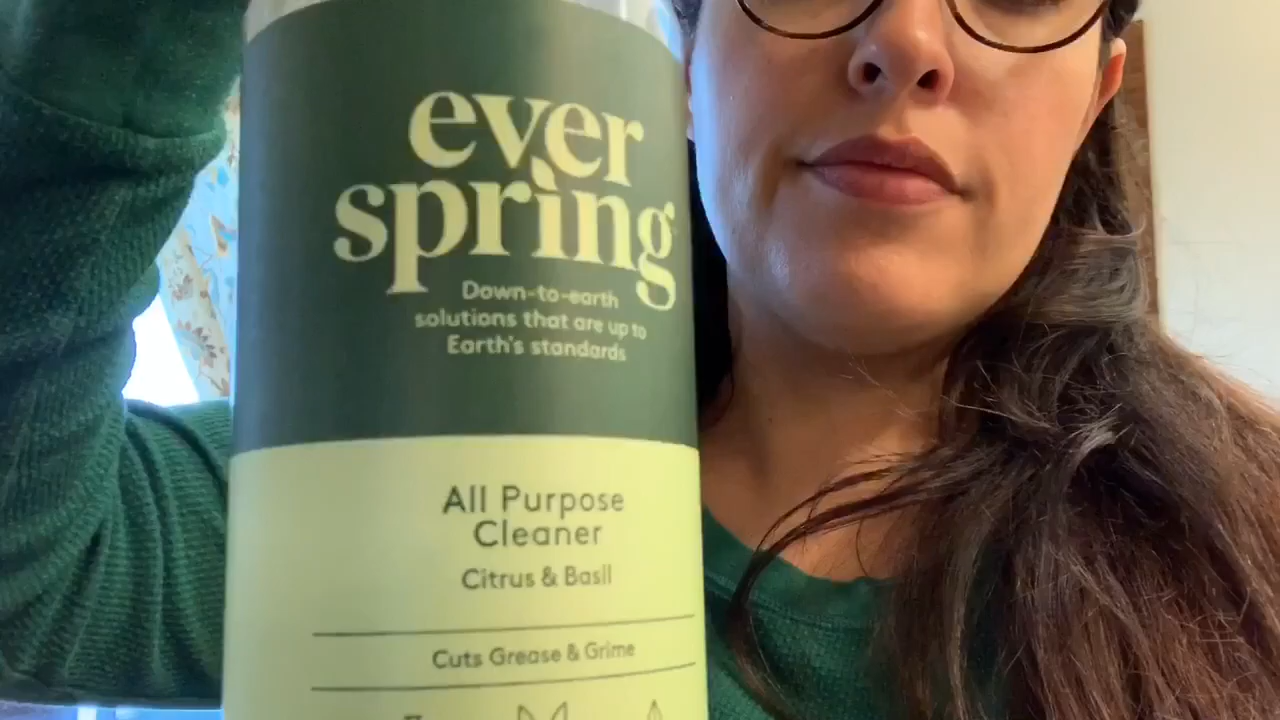 ever
spring
Down-to-earth
solutions that are up to
Earth's standards
All Purpose
Cleaner
Citrus & Basil
Cuts Grease & Grime